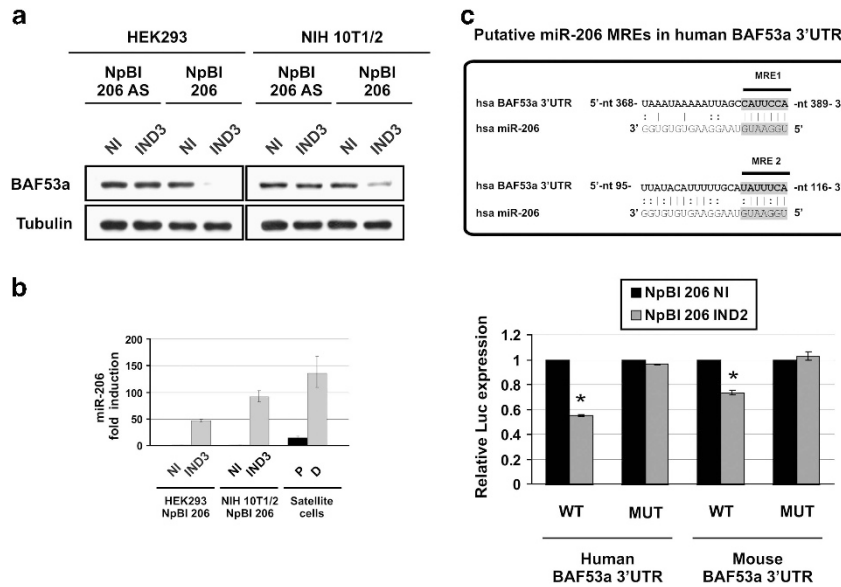 a
HEK293 NIH 10T1/2
NpBI 206 AS NpBI 206 NpBI 206 AS NpBI 206
NI IND3 NI IND3 NI IND3 NI IND3
BAF53a
Tubulin
b
miR-206 fold induction
200
150
100
50
0
NI IND3 NI IND3 P D
HEK293 NpBI 206 NIH 10T1/2 NpBI 206 Satellite cells
c
Putative miR-206 MREs in human BAF53a 3'UTR
MRE1
hsa BAF53a 3'UTR 5'-nt 368- UAAAUAAAAAUUAGCCAUUCCA -nt 389- 3
hsa miR-206 3' GGUGUGUGAAGGAAUGUAAGGU 5'
MRE 2
hsa BAF53a 3'UTR 5'-nt 95- UUAUACAUUUUUGCAUAUUUCA -nt 116- 3
hsa miR-206 3' GGUGUGUGAAGGAAUGUAAGGU 5'
NpBI 206 NI
NpBI 206 IND2
Relative Luc expression
1.2
1
0.8
0.6
0.4
0.2
0
* *
WT MUT WT MUT
Human BAF53a 3'UTR Mouse BAF53a 3'UTR